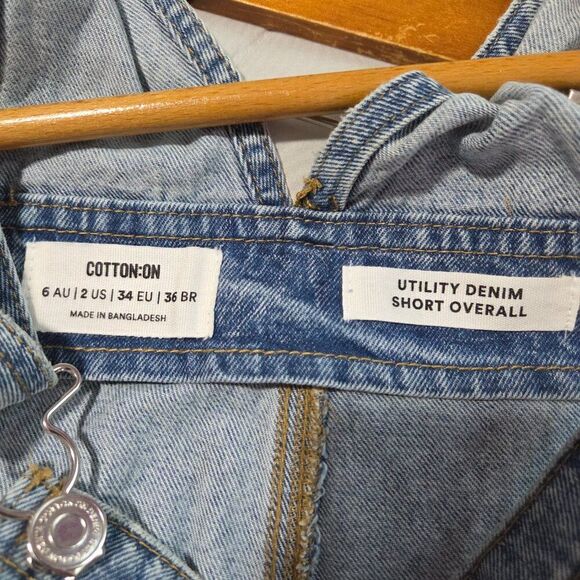 COTTON:ON
6 AU | 2 US | 34 EU | 36 BR
MADE IN BANGLADESH
UTILITY DENIM
SHORT OVERALL